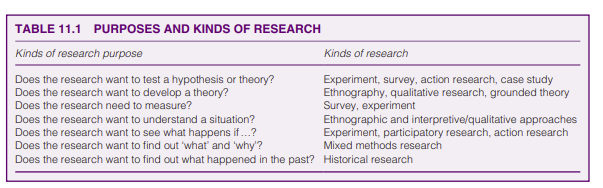 TABLE 11.1 PURPOSES AND KINDS OF RESEARCH
Kinds of research purpose Kinds of research
Does the research want to test a hypothesis or theory? Experiment, survey, action research, case study
Does the research want to develop a theory? Ethnography, qualitative research, grounded theory
Does the research need to measure? Survey, experiment
Does the research want to understand a situation? Ethnographic and interpretive/qualitative approaches
Does the research want to see what happens if…? Experiment, participatory research, action research
Does the research want to find out ‘what’ and ‘why’? Mixed methods research
Does the research want to find out what happened in the past? Historical research